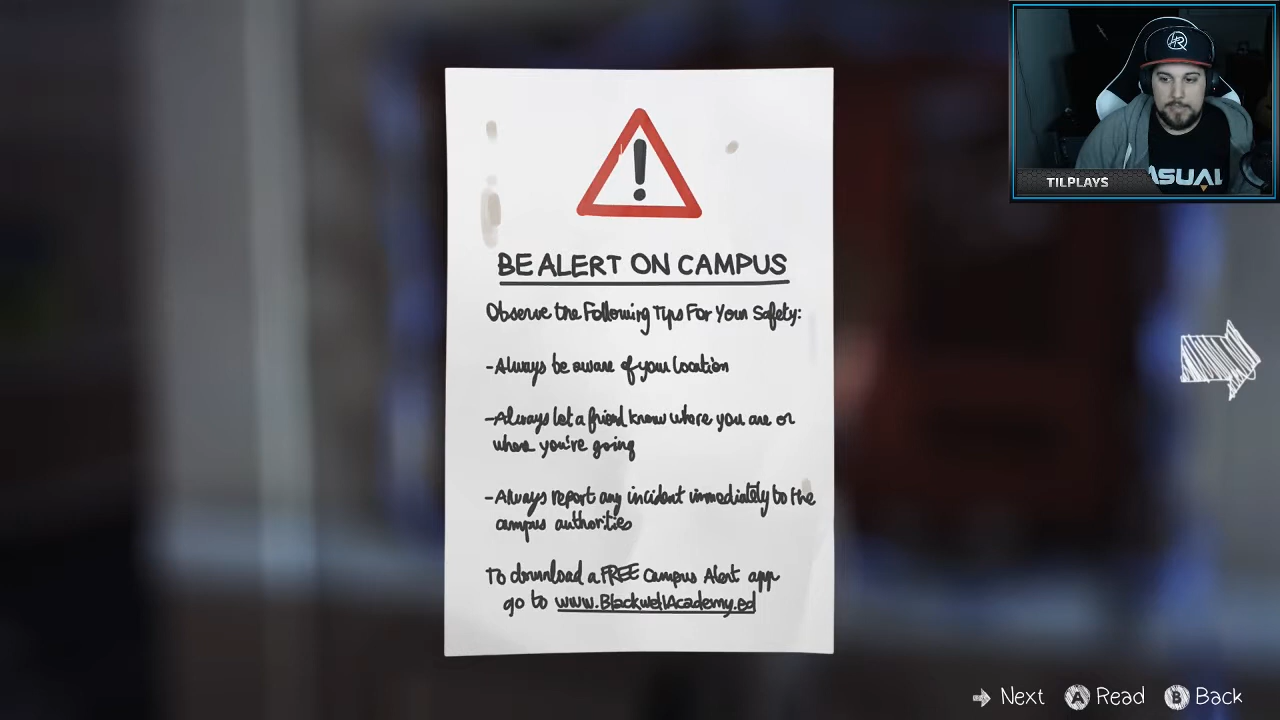 TILPLAYS
BE ALERT ON CAMPUS
Observe the Following Tips For Your Safety:
-Always be aware of your location
-Always let a friend know where you are or
where you're going
-Always report any incident immediately to the
campus authorities
To download a FREE Campus Alert app
go to www.BlackwellAcademy.ed
Next A Read B Back